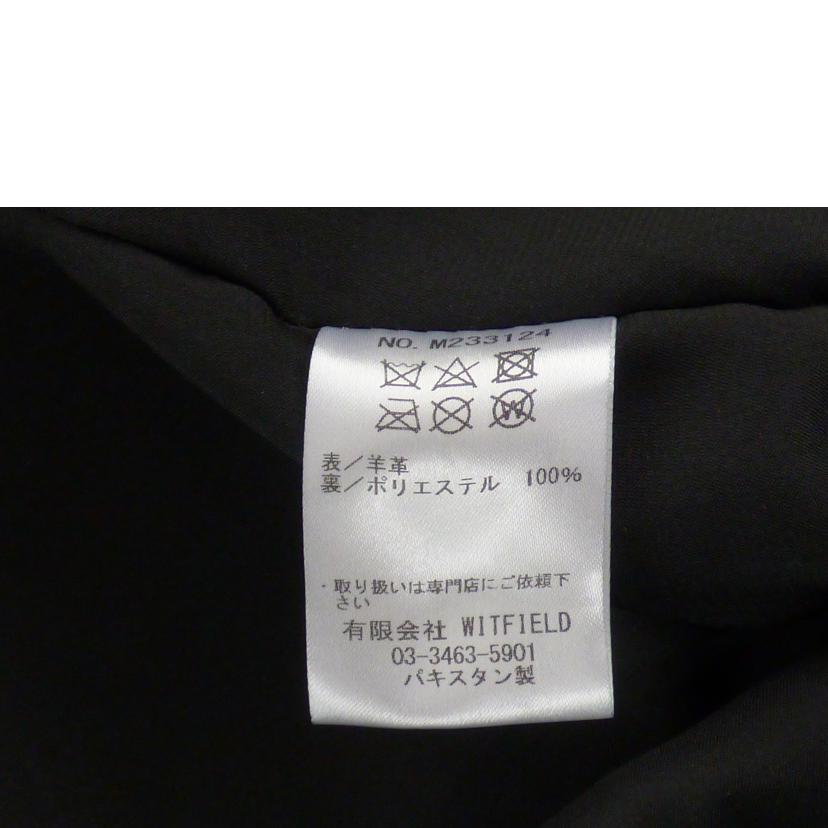 NO. M233124
表／羊革
裏／ポリエステル 100%
・取り扱いは専門店にご依頼下
さい
有限会社 WITFIELD
03-3463-5901
パキスタン製